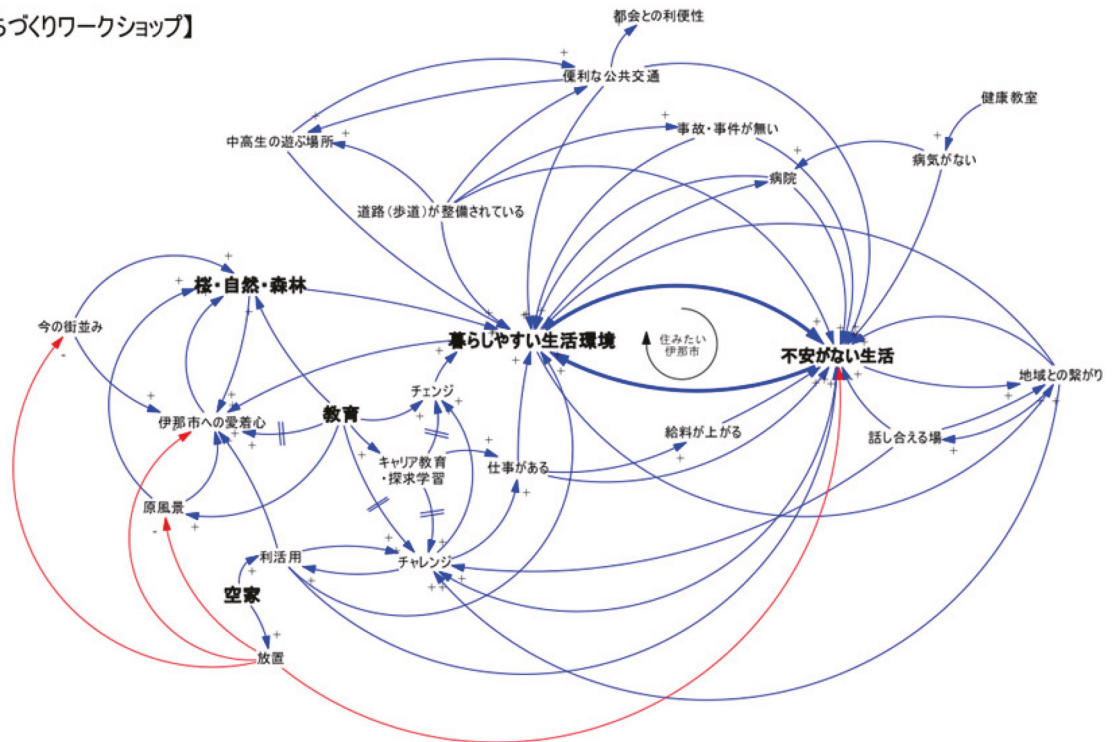 づくりワークショップ】
都会との利便性
便利な公共交通
健康教室
中高生の遊ぶ場所
事故・事件が無い
病気がない
病院
道路(歩道)が整備されている
桜・自然・森林
今の街並み
暮らしやすい生活環境
住みたい
伊那市
不安がない生活
地域との繋がり
チェンジ
教育
伊那市への愛着心
給料が上がる
話し合える場
キャリア教育
・探求学習
仕事がある
原風景
利活用
チャレンジ
空家
放置